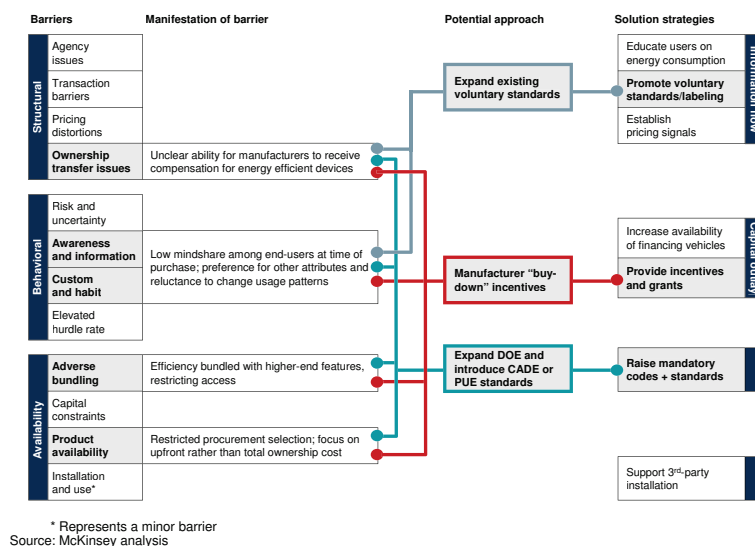 Barriers
Manifestation of barrier
Potential approach
Solution strategies
Structural
Agency
issues
Transaction
barriers
Pricing
distortions
Ownership
transfer issues
Unclear ability for manufacturers to receive
compensation for energy efficient devices
Behavioral
Risk and
uncertainty
Awareness
and information
Custom
and habit
Low mindshare among end-users at time of
purchase; preference for other attributes and
reluctance to change usage patterns
Elevated
hurdle rate
Availability
Adverse
bundling
Efficiency bundled with higher-end features,
restricting access
Capital
constraints
Product
availability
Restricted procurement selection; focus on
upfront rather than total ownership cost
Installation
and use*
Expand existing
voluntary standards
Manufacturer “buy-
down” incentives
Expand DOE and
introduce CADE or
PUE standards
Educate users on
energy consumption
Promote voluntary
standards/labeling
Establish
pricing signals
Information flow
Increase availability
of financing vehicles
Provide incentives
and grants
Capital outlay
Raise mandatory
codes + standards
Support 3rd-party
installation
* Represents a minor barrier
Source: McKinsey analysis